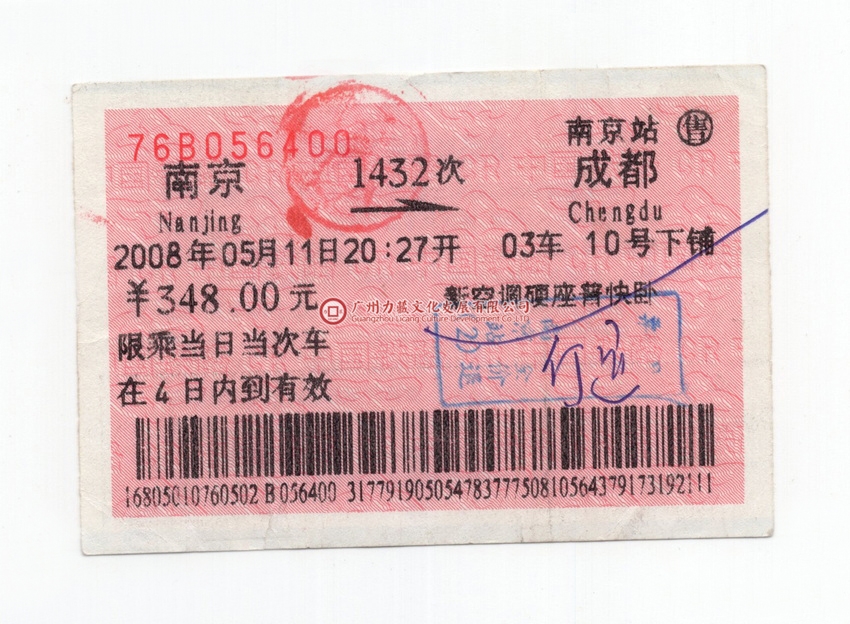 76B056400
南京站 售
南京 1432次 成都
Nanjing Chengdu
2008年05月11日20:27开 03车 10号下铺
￥348.00元 新空调硬座普快卧
广州力藏文化发展有限公司
Guangzhou Licang Culture Development Co. LTD
限乘当日当次车
在4日内到有效
16805010760502 B 056400 3177919050547837775081056437917319211​1